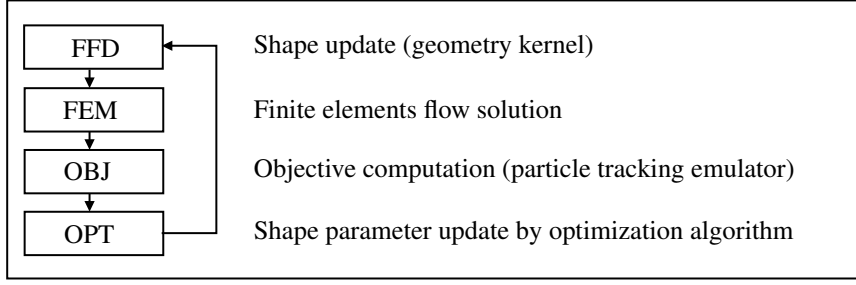 FFD Shape update (geometry kernel)
FEM Finite elements flow solution
OBJ Objective computation (particle tracking emulator)
OPT Shape parameter update by optimization algorithm